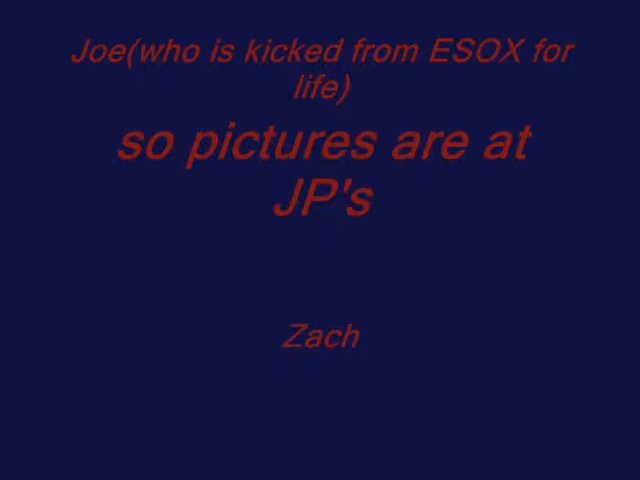 Joe(who is kicked from ESOX for
life)
so pictures are at
JP's
Zach